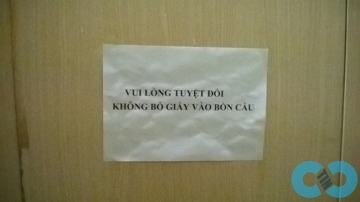 VUI LÒNG TUYỆT ĐỐI
KHÔNG BỎ GIẤY VÀO BỒN CẦU